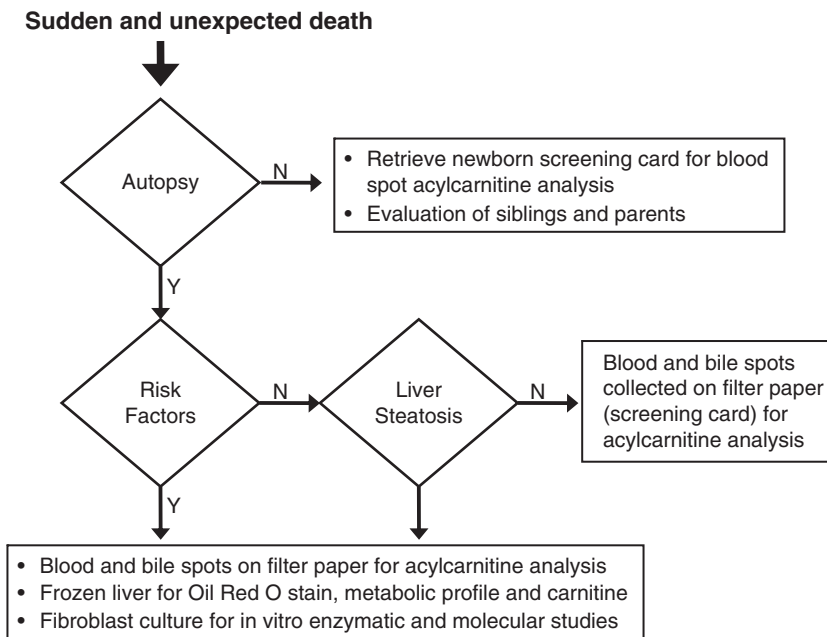 Sudden and unexpected death
Autopsy
N
• Retrieve newborn screening card for blood
spot acylcarnitine analysis
• Evaluation of siblings and parents
Y
Risk
Factors
N
Liver
Steatosis
N
Blood and bile spots
collected on filter paper
(screening card) for
acylcarnitine analysis
Y
• Blood and bile spots on filter paper for acylcarnitine analysis
• Frozen liver for Oil Red O stain, metabolic profile and carnitine
• Fibroblast culture for in vitro enzymatic and molecular studies